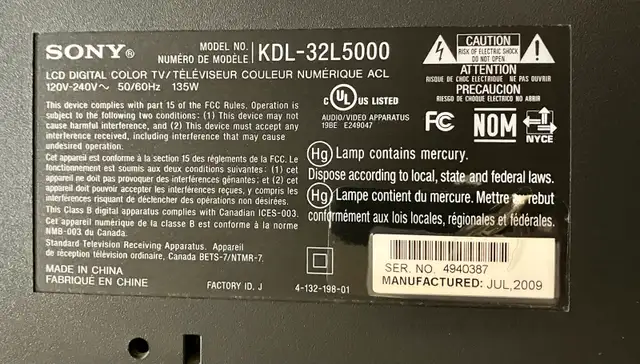 SONY®
MODEL NO.
NUMÉRO DE MODÈLE
KDL-32L5000
LCD DIGITAL COLOR TV/TÉLÉVISEUR COULEUR NUMÉRIQUE ACL
120V-240V~ 50/60Hz 135W
This device complies with part 15 of the FCC Rules. Operation is
subject to the following two conditions: (1) This device may not
cause harmful interference, and (2) This device must accept any
interference received, including interference that may cause
undesired operation.
Cet appareil est conforme à la section 15 des réglements de la FCC. Le
fonctionnement est soumis aux deux conditions suivantes: (1) cet
appareil ne doit pas provoquer des interférences gênantes; et (2) cet
appareil doit pouvoir accepter les interférences reçues, y compris les
interférences risquant de déclencher des opérations non désirées.
This Class B digital apparatus complies with Canadian ICES-003.
Cet appareil numérique de la classe B est conforme à la norme
NMB-003 du Canada.
Standard Television Receiving Apparatus. Appareil
de réception télévision ordinaire, Canada BETS-7/NTMR-7.
MADE IN CHINA
FABRIQUÉ EN CHINE
FACTORY ID. J
4-132-198-01
CAUTION
RISK OF ELECTRIC SHOCK
DO NOT OPEN
ATTENTION
RISQUE DE CHOC ELECTRIQUE NE PAS OUVRIR
PRECAUCION
RIESGO DE CHOQUE ELECTRICO NO ABRIR
C UL ® US LISTED
AUDIO/VIDEO APPARATUS
19BE E249047
FC
NOM
NYCE
Hg Lamp contains mercury.
Dispose according to local, state and federal laws.
Hg Lampe contient du mercure. Mettre au rebut
conformément aux lois locales, régionales et fédérales.
SER. NO. 4940387
MANUFACTURED: JUL,2009